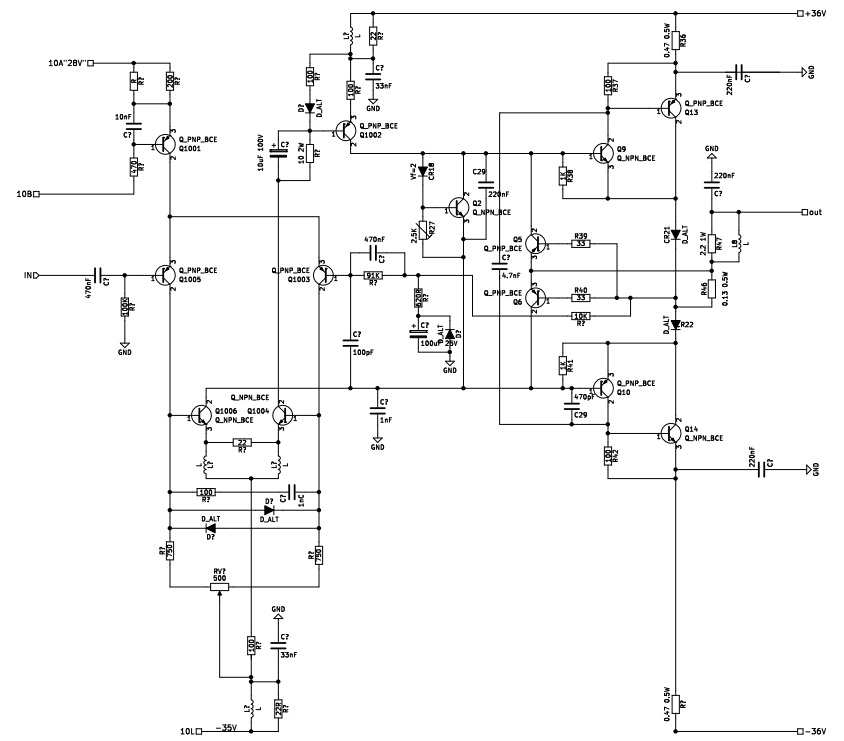 +36V
10A"28V"
R
R?
200
R?
10nF
C?
470
R?
10B
Q_PNP_BCE
Q1001
L?
L
22
R?
C?
33nF
GND
100
R?
100
R?
D?
D_ALT
Q_PNP_BCE
Q1002
10uF 100V
C?
10 2W
R?
0.47 0.5W
R36
220nF
C?
GND
100
R37
Q_PNP_BCE
Q13
Q9
Q_NPN_BCE
1K
R38
Vf=2
CR18
C29
220nF
Q2
Q_NPN_BCE
2.5K
R27
GND
220nF
C?
out
CR21
D_ALT
2.2 1W
R47
L8
L
R46
0.13 0.5W
Q5
Q_PNP_BCE
R39
33
C?
4.7nF
Q_PNP_BCE
Q6
R40
33
10K
R?
D_ALT
R22
IN
470nF
C?
100K
R?
GND
Q_PNP_BCE
Q1005
Q_PNP_BCE
Q1003
470nF
C?
91K
R?
620R
R?
C?
100uF 25V
D_ALT
D?
GND
C?
100pF
C?
1nF
GND
1K
R41
470pF
C29
Q_PNP_BCE
Q10
Q14
Q_NPN_BCE
100
R42
220nF
C?
GND
Q_NPN_BCE
Q1006
Q_NPN_BCE
Q1004
22
R?
L
L?
L?
L
100
R?
C?
1nC
D?
D_ALT
D_ALT
D?
R?
750
R?
750
RV?
500
GND
C?
33nF
100
R?
L?
L
22R
R?
10L
-35V
0.47 0.5W
R?
-36V